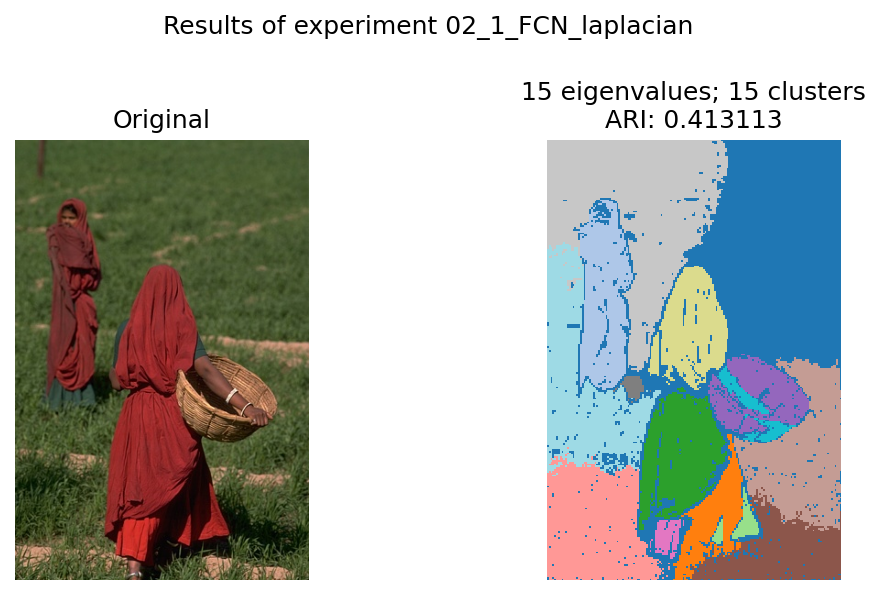 Results of experiment 02_1_FCN_laplacian
Original
15 eigenvalues; 15 clusters
ARI: 0.413113